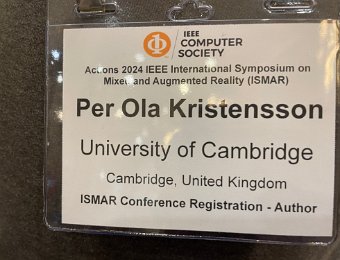 IEEE
COMPUTER
SOCIETY
Actions 2024 IEEE International Symposium on
Mixed and Augmented Reality (ISMAR)
Per Ola Kristensson
University of Cambridge
Cambridge, United Kingdom
ISMAR Conference Registration - Author